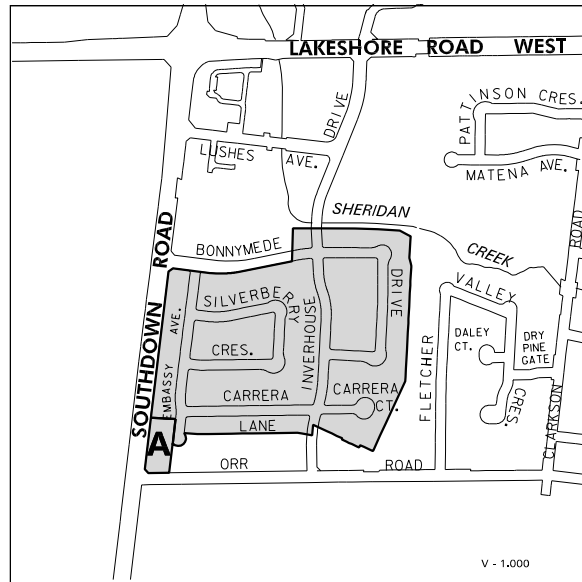 LAKESHORE ROAD WEST
PATTINSON CRES.
DRIVE
LUSHES AVE.
MATENA AVE.
SHERIDAN
CREEK
ROAD
SOUTHDOWN ROAD
BONNYMEDE
DRIVE
VALLEY
SILVERBERRY
CRES.
EMBASSY AVE.
INVERHOUSE
FLETCHER
DALEY
CT.
DRY
PINE
GATE
CARRERA
CARRERA
CT.
LANE
CRES.
CLARKSON
A
ORR ROAD
V - 1.000